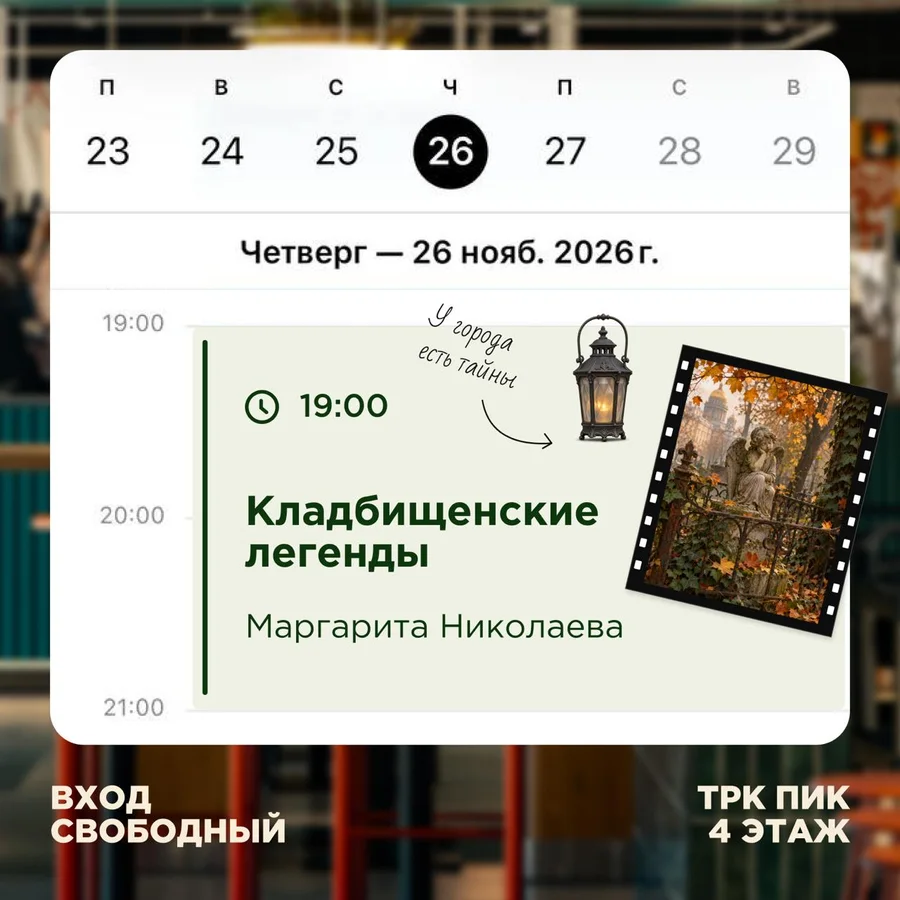 П В С Ч П С В
23 24 25 26 27 28 29
Четверг — 26 нояб. 2026 г.
19:00
У города
есть тайны
19:00
20:00
Кладбищенские
легенды
Маргарита Николаева
21:00
ВХОД
СВОБОДНЫЙ
ТРК ПИК
4 ЭТАЖ